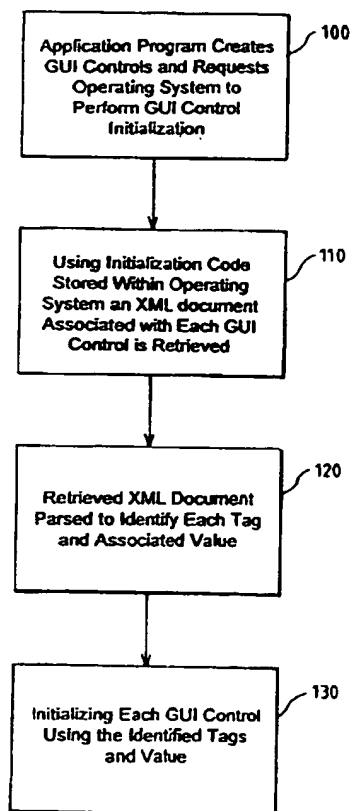 100
Application Program Creates
GUI Controls and Requests
Operating System to
Perform GUI Control
Initialization
110
Using Initialization Code
Stored Within Operating
System an XML document
Associated with Each GUI
Control is Retrieved
120
Retrieved XML Document
Parsed to Identify Each Tag
and Associated Value
130
Initializing Each GUI Control
Using the Identified Tags
and Value